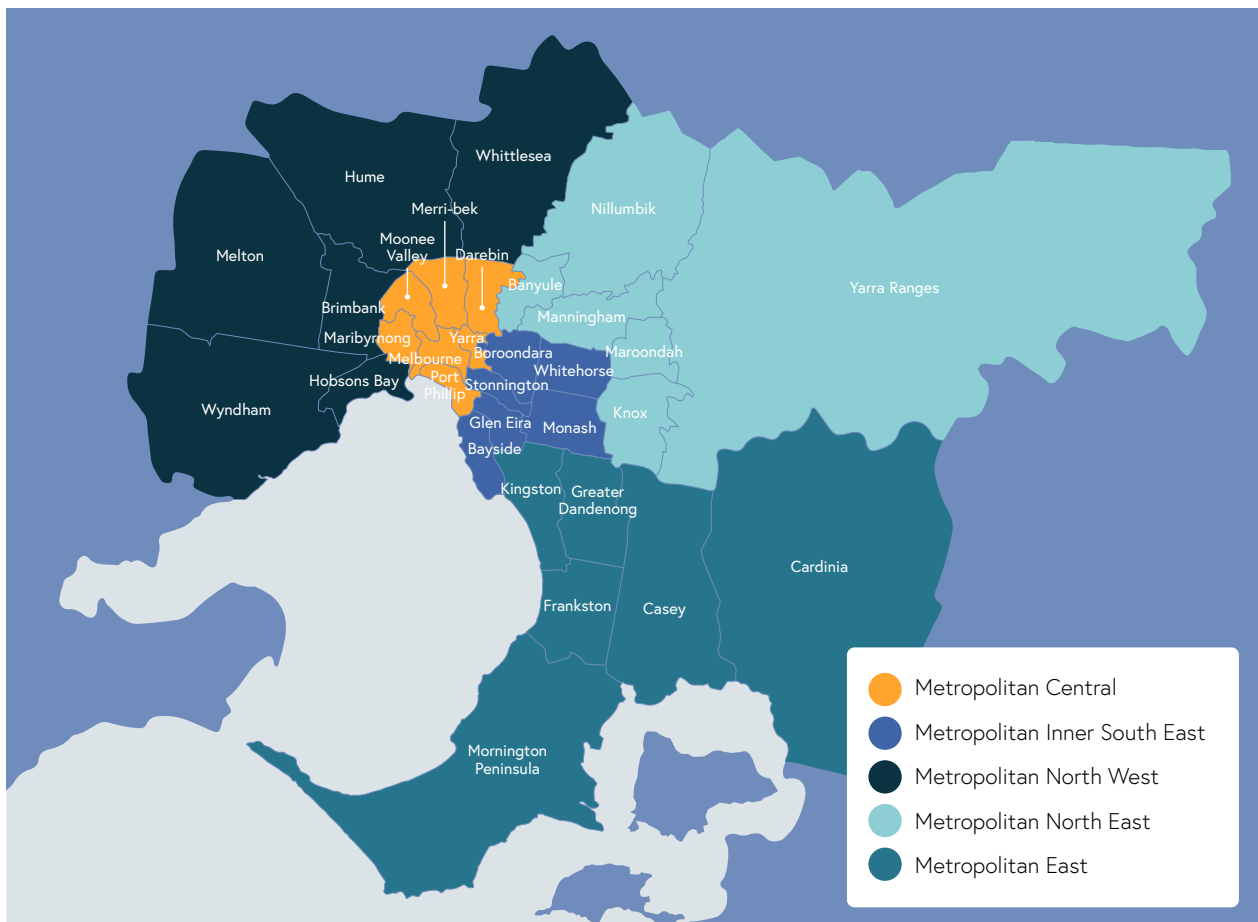 Whittlesea
Hume
Merri-bek
Nillumbik
Moonee
Valley
Darebin
Melton
Banyule
Yarra Ranges
Brimbank
Manningham
Maribyrnong
Yarra
Boroondara
Maroondah
Melbourne
Whitehorse
Port
Phillip
Hobsons Bay
Stonnington
Wyndham
Knox
Glen Eira
Monash
Bayside
Kingston
Greater
Dandenong
Cardinia
Frankston
Casey
Mornington
Peninsula
Metropolitan Central
Metropolitan Inner South East
Metropolitan North West
Metropolitan North East
Metropolitan East